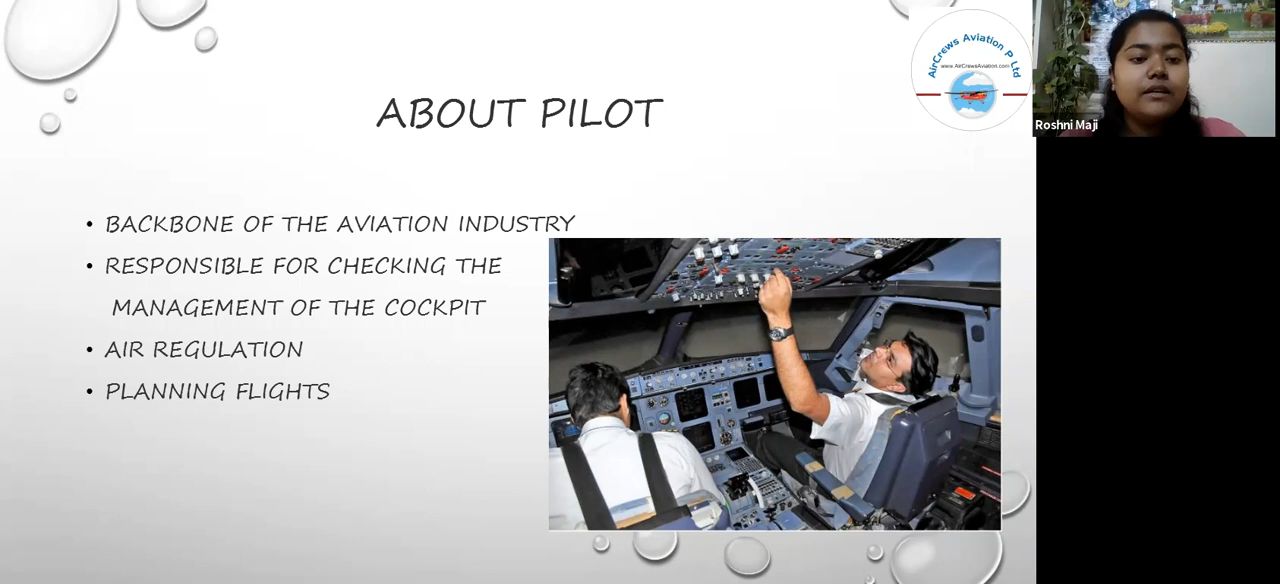 AirCrews Aviation P Ltd
www.AirCrewsAviation.com
Roshni Maji
ABOUT PILOT
• BACKBONE OF THE AVIATION INDUSTRY
• RESPONSIBLE FOR CHECKING THE
MANAGEMENT OF THE COCKPIT
• AIR REGULATION
• PLANNING FLIGHTS